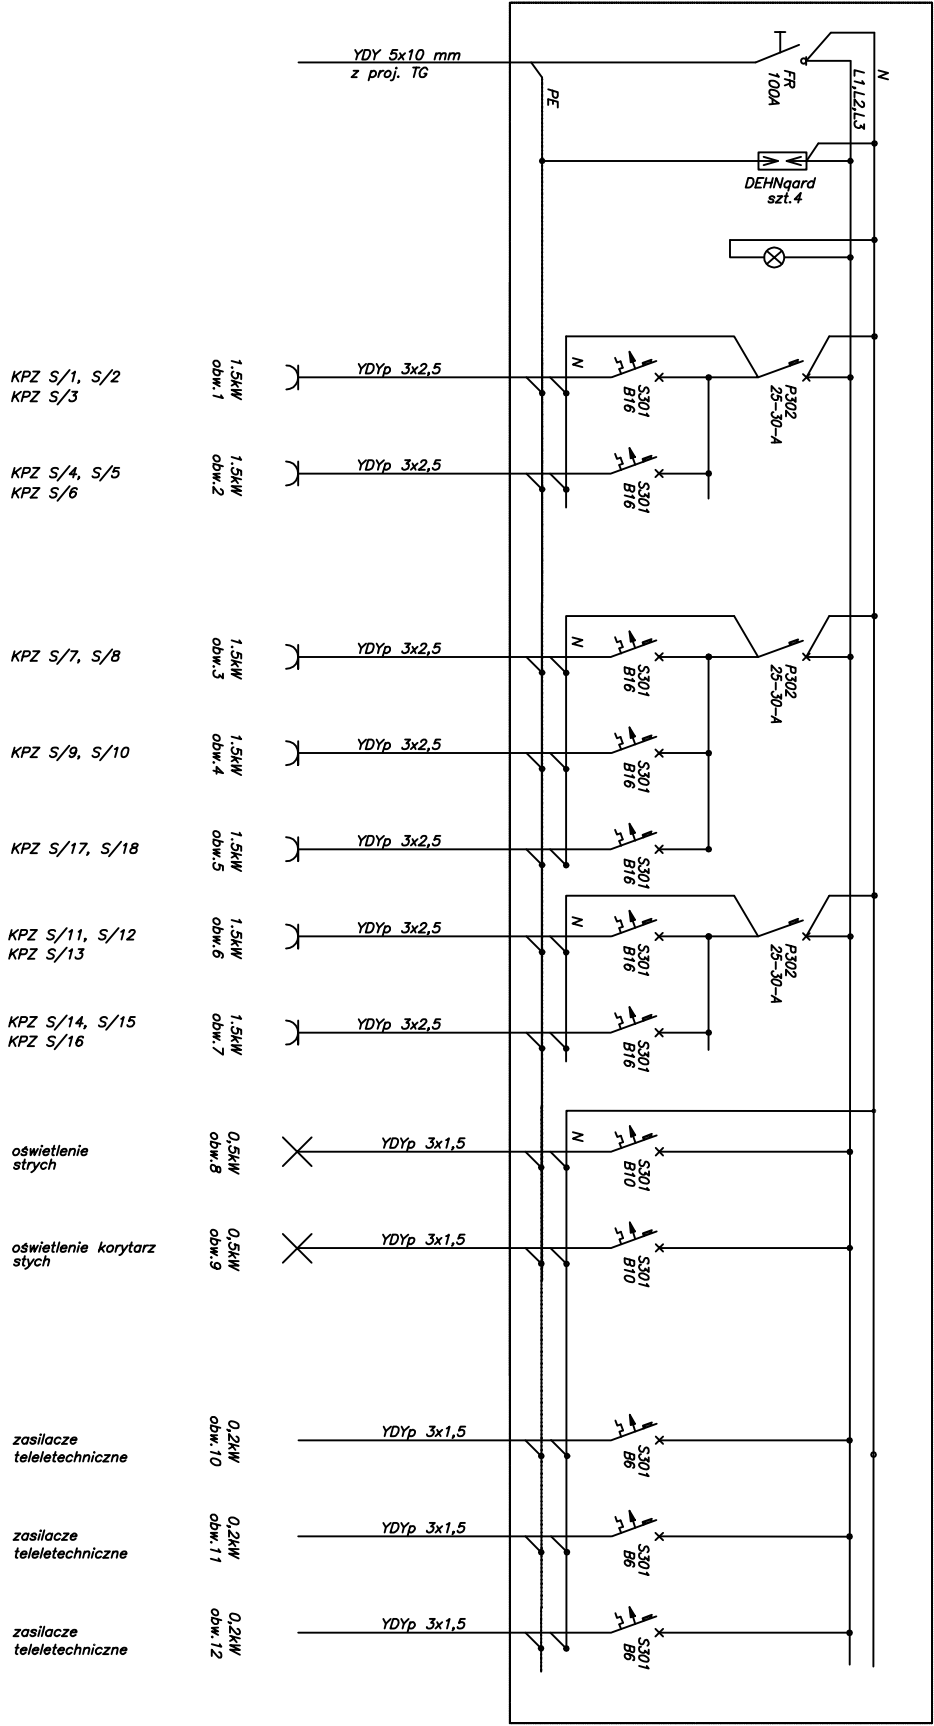 YDY 5x10 mm
z proj. TG
PE
FR
100A
L1,L2,L3
N
DEHNqard
szt.4
KPZ S/1, S/2
KPZ S/3
1.5kW
obw.1
YDYp 3x2,5
N
S301
B16
P302
25-30-A
KPZ S/4, S/5
KPZ S/6
1.5kW
obw.2
YDYp 3x2,5
S301
B16
KPZ S/7, S/8
1.5kW
obw.3
YDYp 3x2,5
N
S301
B16
P302
25-30-A
KPZ S/9, S/10
1.5kW
obw.4
YDYp 3x2,5
S301
B16
KPZ S/17, S/18
1.5kW
obw.5
YDYp 3x2,5
S301
B16
KPZ S/11, S/12
KPZ S/13
1.5kW
obw.6
YDYp 3x2,5
N
S301
B16
P302
25-30-A
KPZ S/14, S/15
KPZ S/16
1.5kW
obw.7
YDYp 3x2,5
S301
B16
oświetlenie
strych
0,5kW
obw.8
YDYp 3x1,5
N
S301
B10
oświetlenie korytarz
stych
0,5kW
obw.9
YDYp 3x1,5
S301
B10
zasilacze
teleletechniczne
0,2kW
obw.10
YDYp 3x1,5
S301
B6
zasilacze
teleletechniczne
0,2kW
obw.11
YDYp 3x1,5
S301
B6
zasilacze
teleletechniczne
0,2kW
obw.12
YDYp 3x1,5
S301
B6